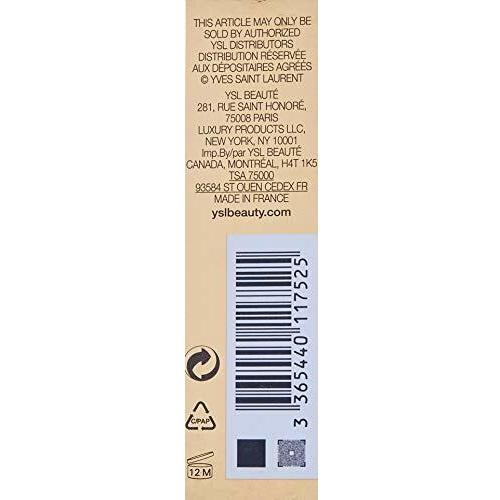 THIS ARTICLE MAY ONLY BE
SOLD BY AUTHORIZED
YSL DISTRIBUTORS
DISTRIBUTION RÉSERVÉE
AUX DÉPOSITAIRES AGRÉÉS
© YVES SAINT LAURENT
YSL BEAUTÉ
281, RUE SAINT HONORÉ,
75008 PARIS
LUXURY PRODUCTS LLC,
NEW YORK, NY 10001
Imp.By/par YSL BEAUTÉ
CANADA, MONTRÉAL, H4T 1K5
TSA 75000
93584 ST OUEN CEDEX FR
MADE IN FRANCE
yslbeauty.com
3 365440 117525
C/PAP
12 M